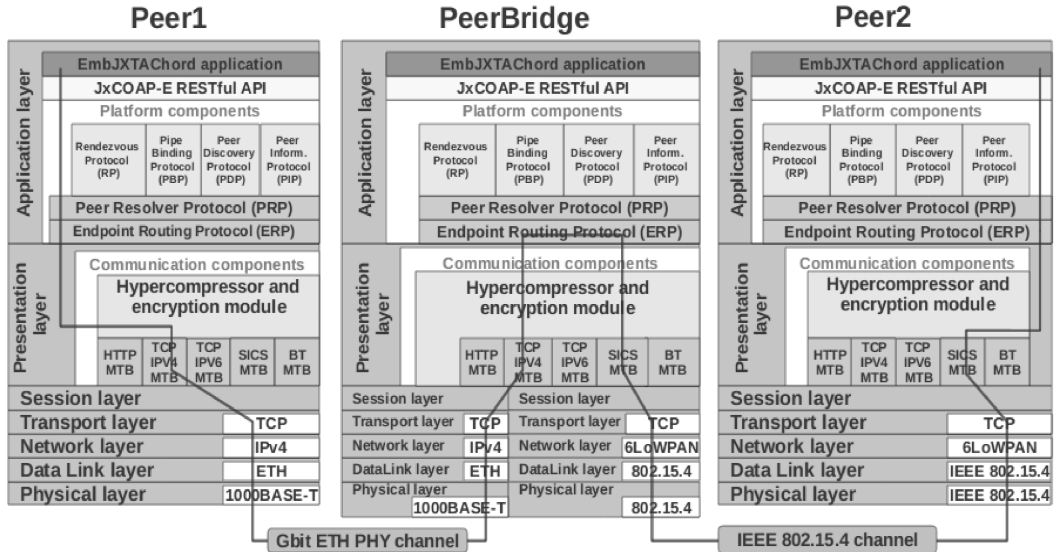 Peer1
EmbJXTAChord application
JxCOAP-E RESTful API
Platform components
Application layer
Rendezvous
Protocol
(RP)
Pipe
Binding
Protocol
(PBP)
Peer
Discovery
Protocol
(PDP)
Peer
Inform.
Protocol
(PIP)
Peer Resolver Protocol (PRP)
Endpoint Routing Protocol (ERP)
Presentation
layer
Communication components
Hypercompressor and
encryption module
HTTP
MTB
TCP
IPV4
MTB
TCP
IPV6
MTB
SICS
MTB
BT
MTB
Session layer
Transport layer
TCP
Network layer
IPv4
Data Link layer
ETH
Physical layer
1000BASE-T
PeerBridge
EmbJXTAChord application
JxCOAP-E RESTful API
Platform components
Application layer
Rendezvous
Protocol
(RP)
Pipe
Binding
Protocol
(PBP)
Peer
Discovery
Protocol
(PDP)
Peer
Inform.
Protocol
(PIP)
Peer Resolver Protocol (PRP)
Endpoint Routing Protocol (ERP)
Presentation
layer
Communication components
Hypercompressor and
encryption module
HTTP
MTB
TCP
IPV4
MTB
TCP
IPV6
MTB
SICS
MTB
BT
MTB
Session layer
Transport layer
TCP
Network layer
IPv4
DataLink layer
ETH
Physical layer
1000BASE-T
Session layer
Transport layer
TCP
Network layer
6LoWPAN
DataLink layer
802.15.4
Physical layer
802.15.4
Peer2
EmbJXTAChord application
JxCOAP-E RESTful API
Platform components
Application layer
Rendezvous
Protocol
(RP)
Pipe
Binding
Protocol
(PBP)
Peer
Discovery
Protocol
(PDP)
Peer
Inform.
Protocol
(PIP)
Peer Resolver Protocol (PRP)
Endpoint Routing Protocol (ERP)
Presentation
layer
Communication components
Hypercompressor and
encryption module
HTTP
MTB
TCP
IPV4
MTB
TCP
IPV6
MTB
SICS
MTB
BT
MTB
Session layer
Transport layer
TCP
Network layer
6LoWPAN
Data Link layer
IEEE 802.15.4
Physical layer
IEEE 802.15.4
Gbit ETH PHY channel
IEEE 802.15.4 channel